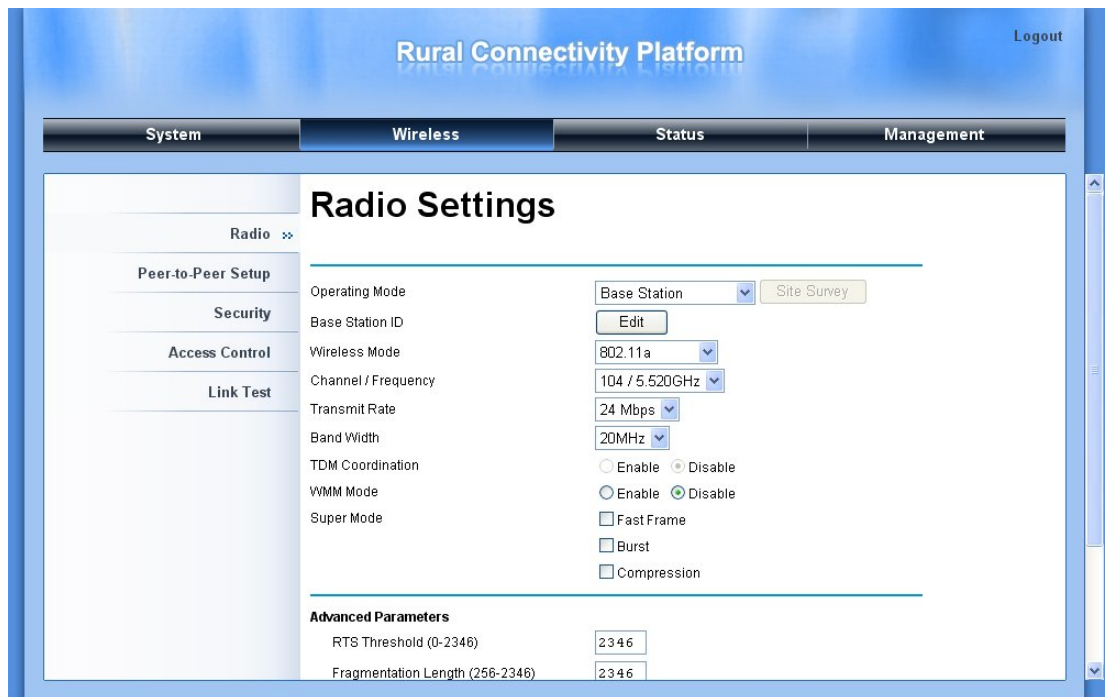 Logout
Rural Connectivity Platform
System Wireless Status Management
Radio Settings
Radio »
Peer-to-Peer Setup
Security
Access Control
Link Test
Operating Mode Base Station Site Survey
Base Station ID Edit
Wireless Mode 802.11a
Channel / Frequency 104 / 5.520GHz
Transmit Rate 24 Mbps
Band Width 20MHz
TDM Coordination Enable Disable
WMM Mode Enable Disable
Super Mode Fast Frame
Burst
Compression
Advanced Parameters
RTS Threshold (0-2346) 2346
Fragmentation Length (256-2346) 2346